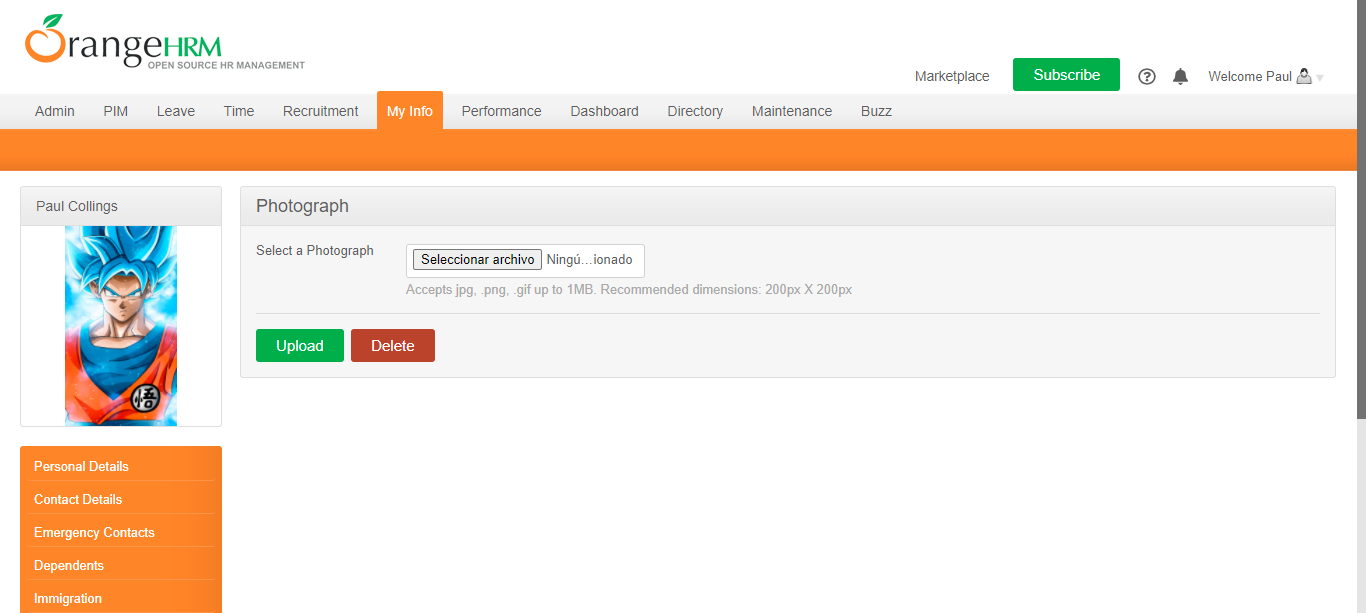 OrangeHRM
OPEN SOURCE HR MANAGEMENT
Marketplace
Subscribe
?
Welcome Paul
Admin PIM Leave Time Recruitment My Info Performance Dashboard Directory Maintenance Buzz
Paul Collings
悟
Photograph
Select a Photograph
Seleccionar archivo Ningú...ionado
Accepts jpg, .png, .gif up to 1MB. Recommended dimensions: 200px X 200px
Upload Delete
Personal Details
Contact Details
Emergency Contacts
Dependents
Immigration